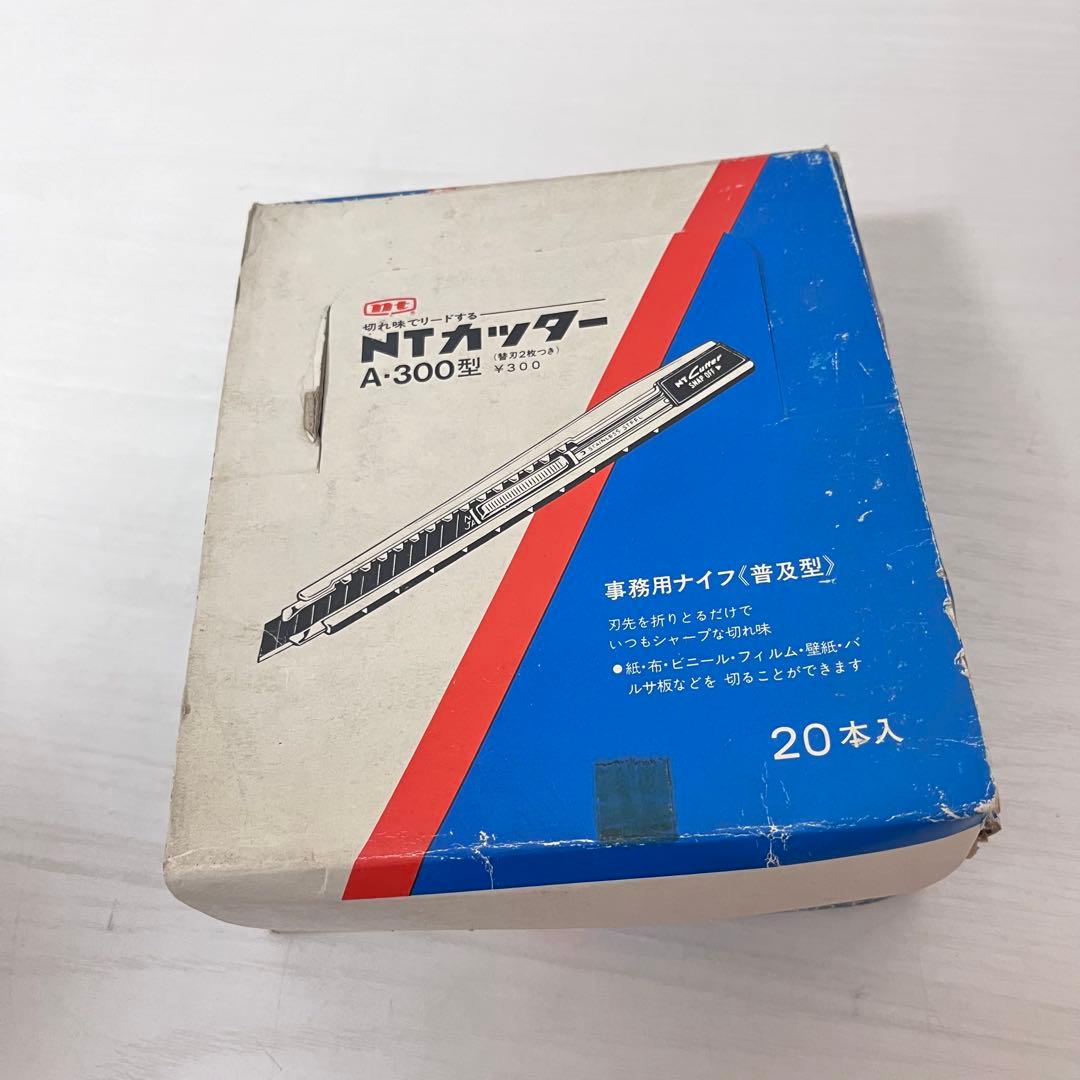 nt
切れ味でリードする
NTカッター
A・300型
(替刃2枚つき)
¥300
NT Cutter
SNAP OFF
STAINLESS STEEL
事務用ナイフ《普及型》
刃先を折りとるだけで
いつもシャープな切れ味
●紙・布・ビニール・フィルム・壁紙・バ
ルサ板などを 切ることができます
20本入